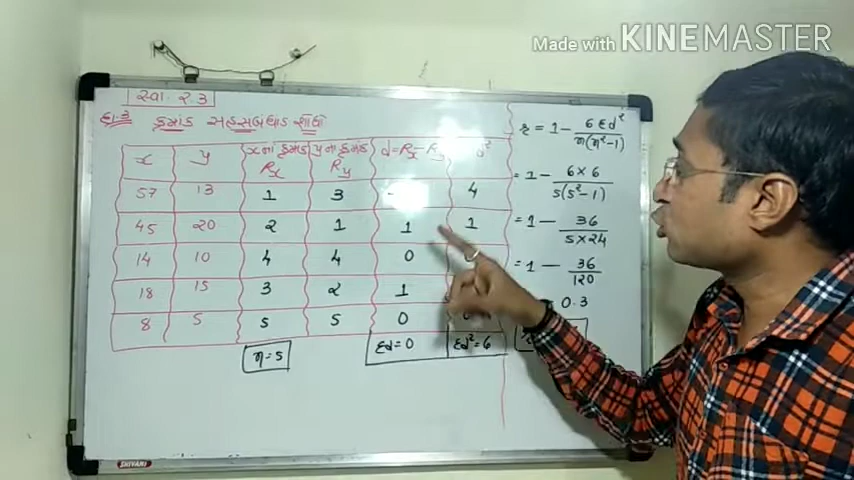 Made with KINEMASTER
સ્વા. ૨.૩
દા.3 ક્રમાંક સહસંબંધાંક શોધો
x y xના ક્રમાંક Rx yના ક્રમાંક Ry d = Rx - Ry d²
57 13 1 3 4
45 20 2 1 1 1
14 10 4 4 0
18 15 3 2 1
8 5 5 5 0
n = 5 Σd = 0 Σd² = 6
r = 1 - 6Σd² / n(n²-1)
= 1 - 6×6 / 5(5²-1)
= 1 - 36 / 5×24
= 1 - 36 / 120
0.3
SHIVANI